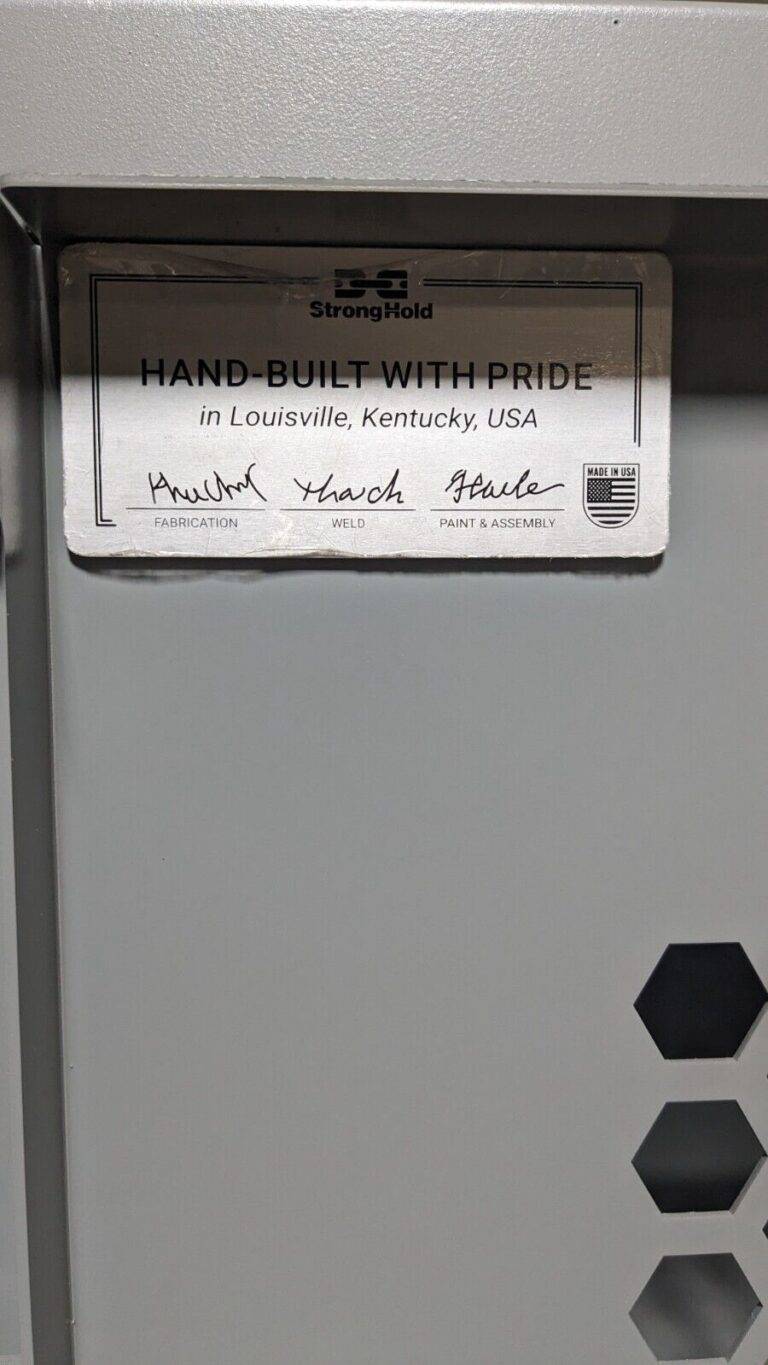 StrongHold
HAND-BUILT WITH PRIDE
in Louisville, Kentucky, USA
MADE IN USA
FABRICATION
WELD
PAINT & ASSEMBLY